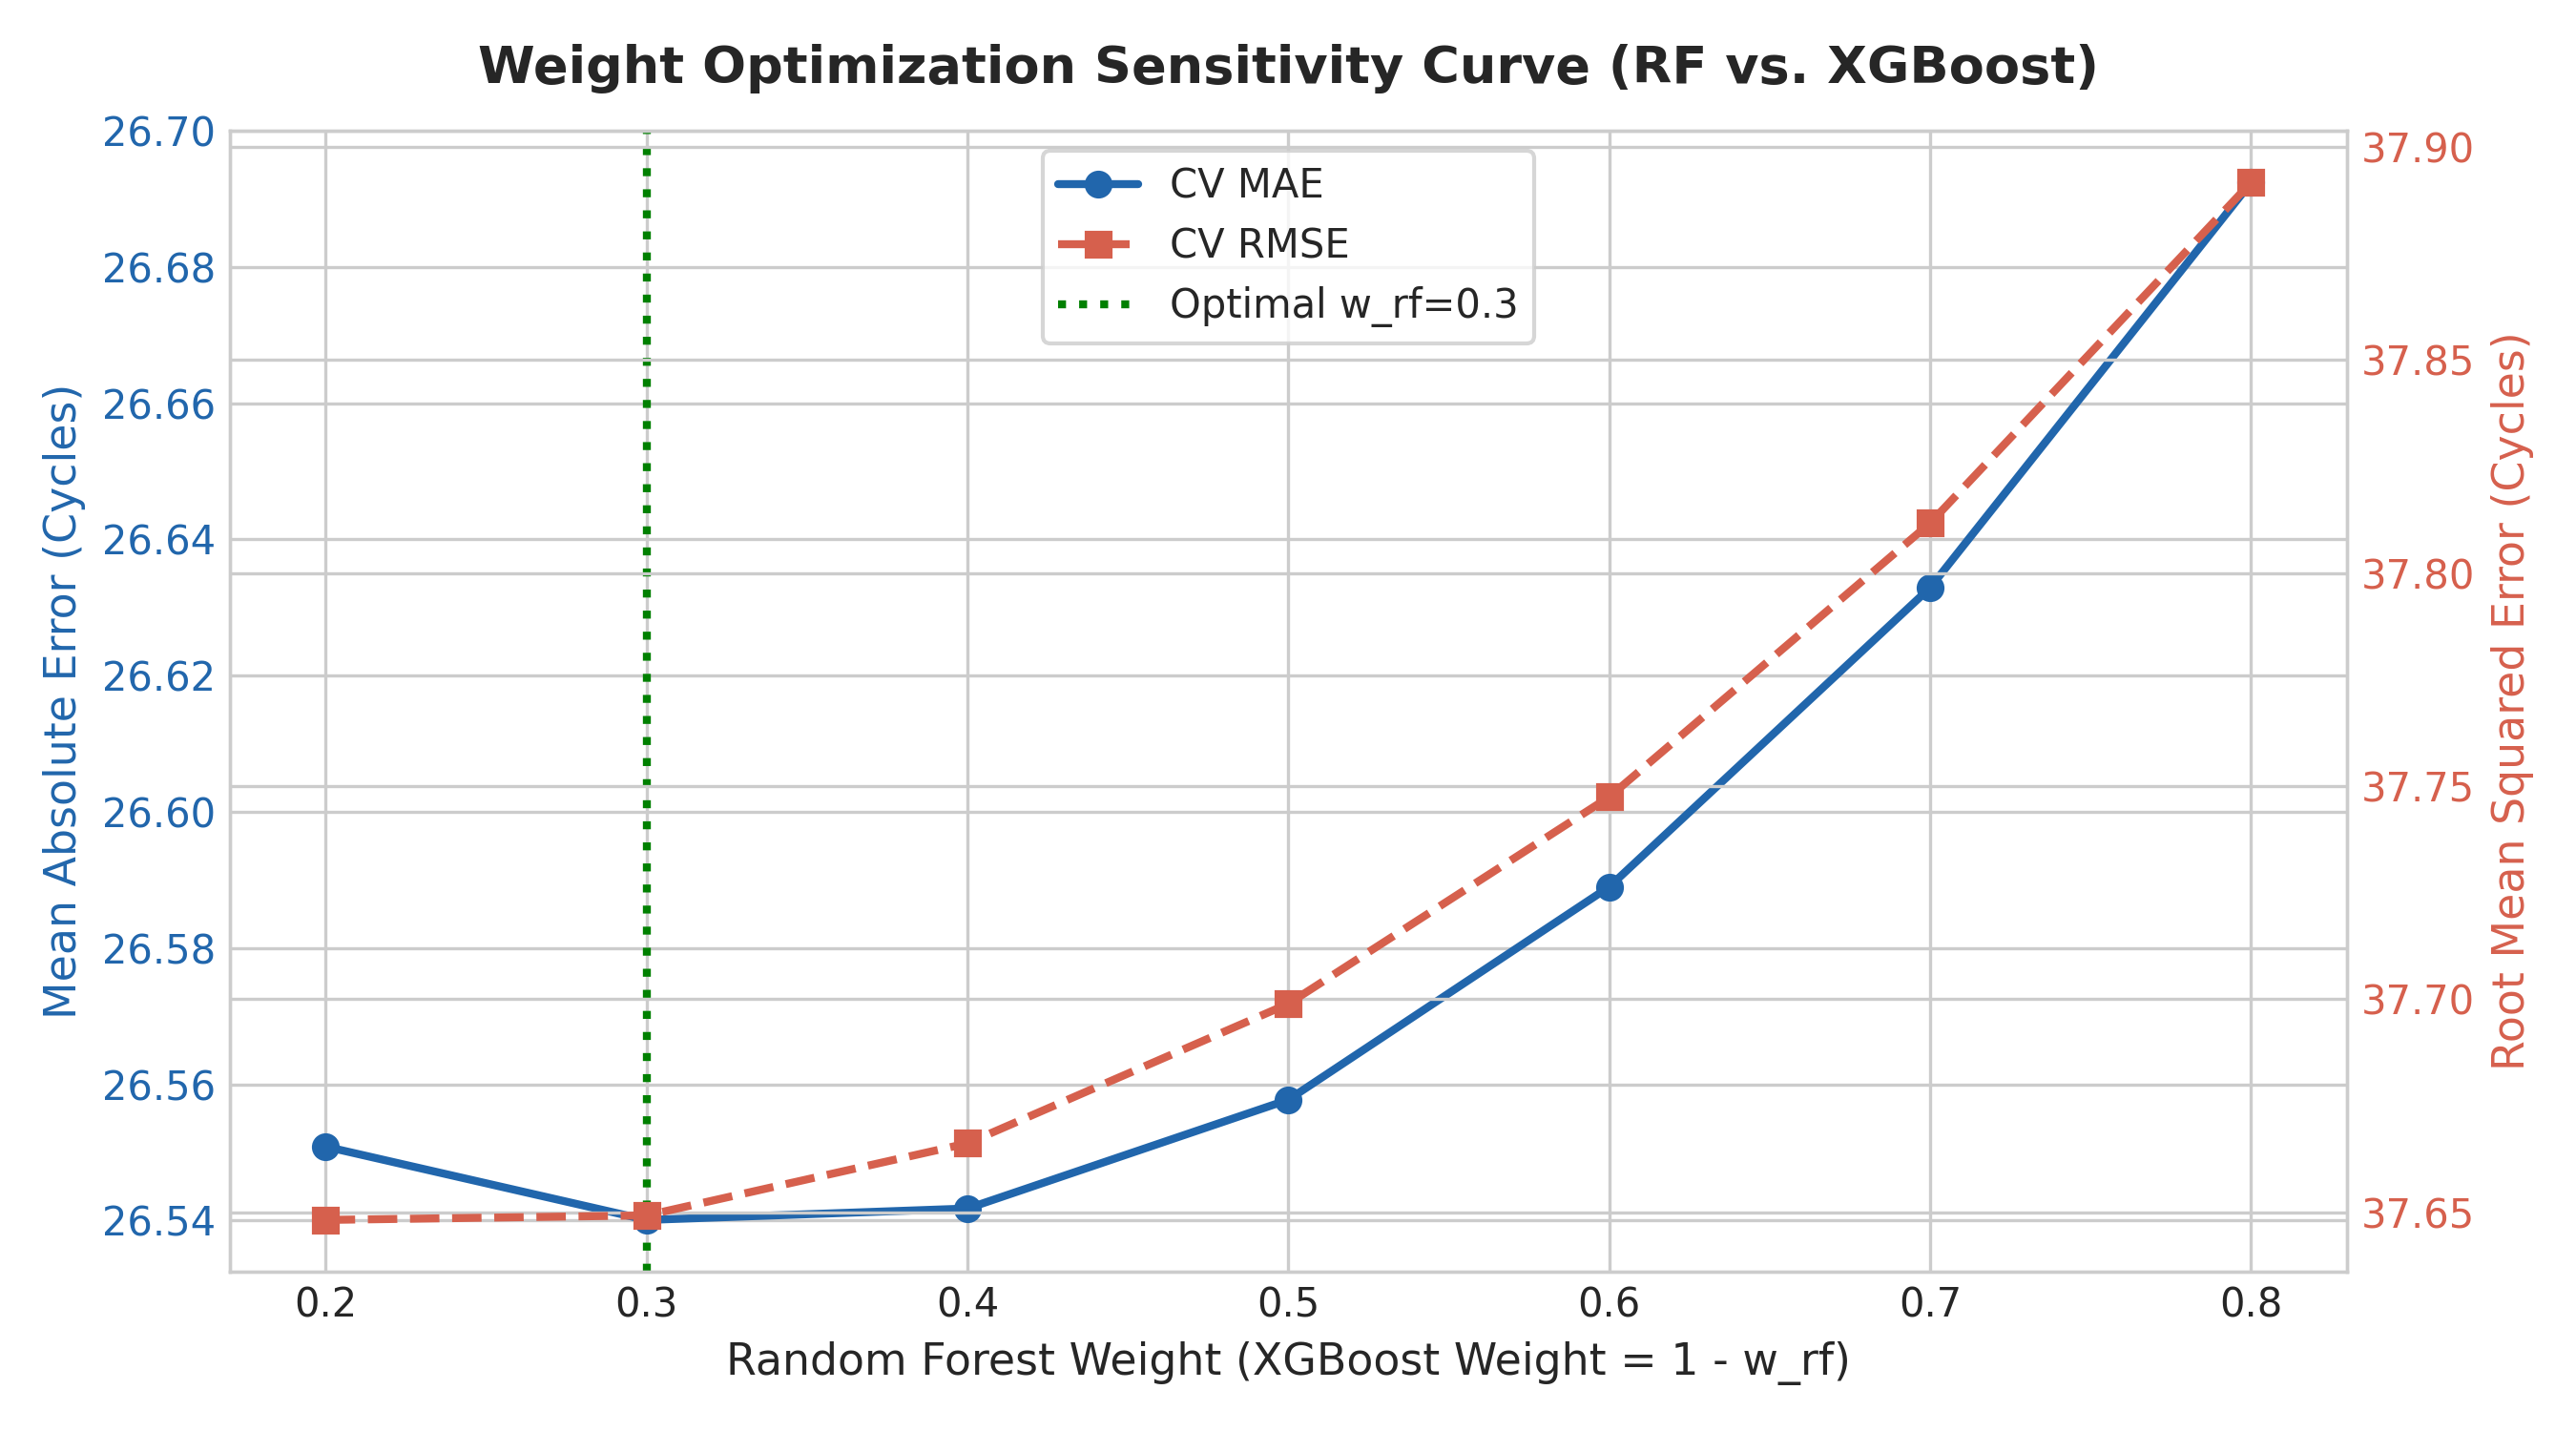 Weight Optimization Sensitivity Curve (RF vs. XGBoost)
CV MAE
CV RMSE
Optimal w_rf=0.3
Mean Absolute Error (Cycles)
26.70
26.68
26.66
26.64
26.62
26.60
26.58
26.56
26.54
37.90
37.85
37.80
37.75
37.70
37.65
Root Mean Squared Error (Cycles)
0.2 0.3 0.4 0.5 0.6 0.7 0.8
Random Forest Weight (XGBoost Weight = 1 - w_rf)